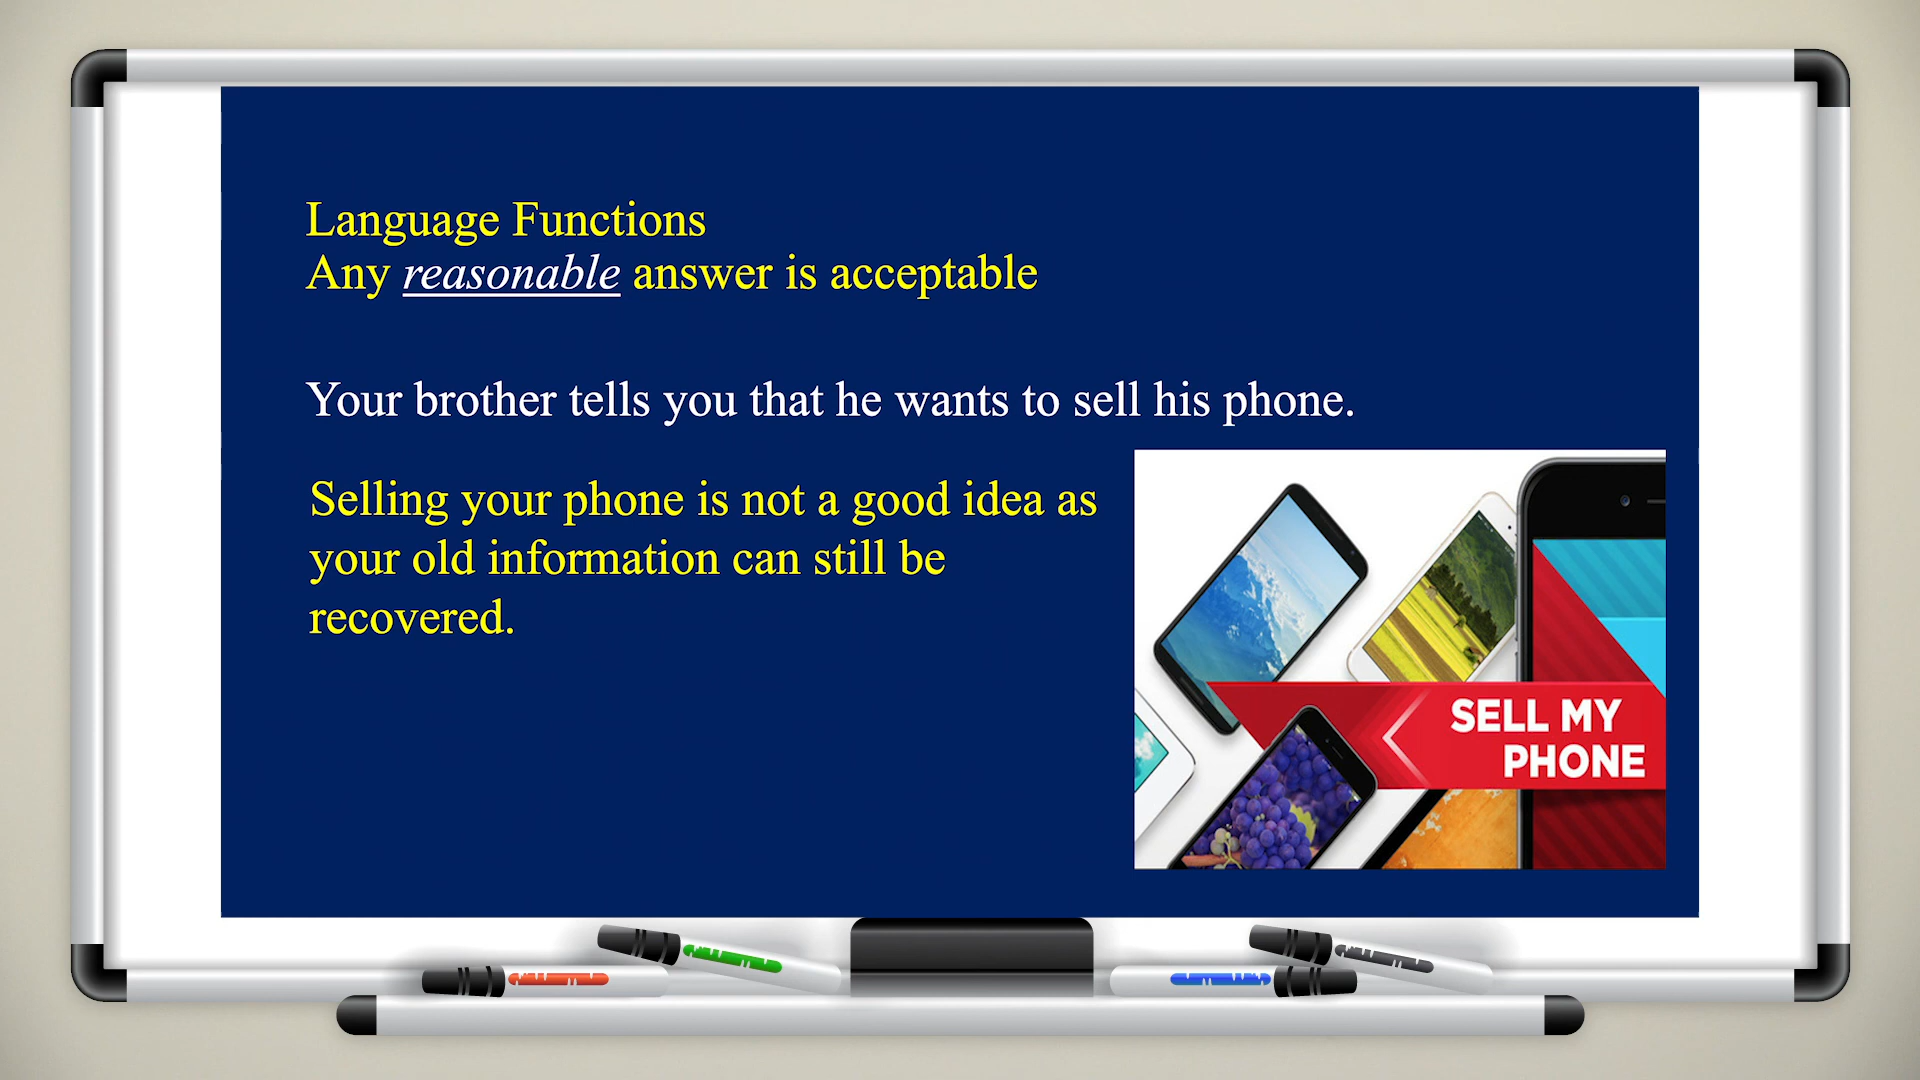 Language Functions
Any reasonable answer is acceptable
Your brother tells you that he wants to sell his phone.
Selling your phone is not a good idea as
your old information can still be
recovered.
SELL MY
PHONE